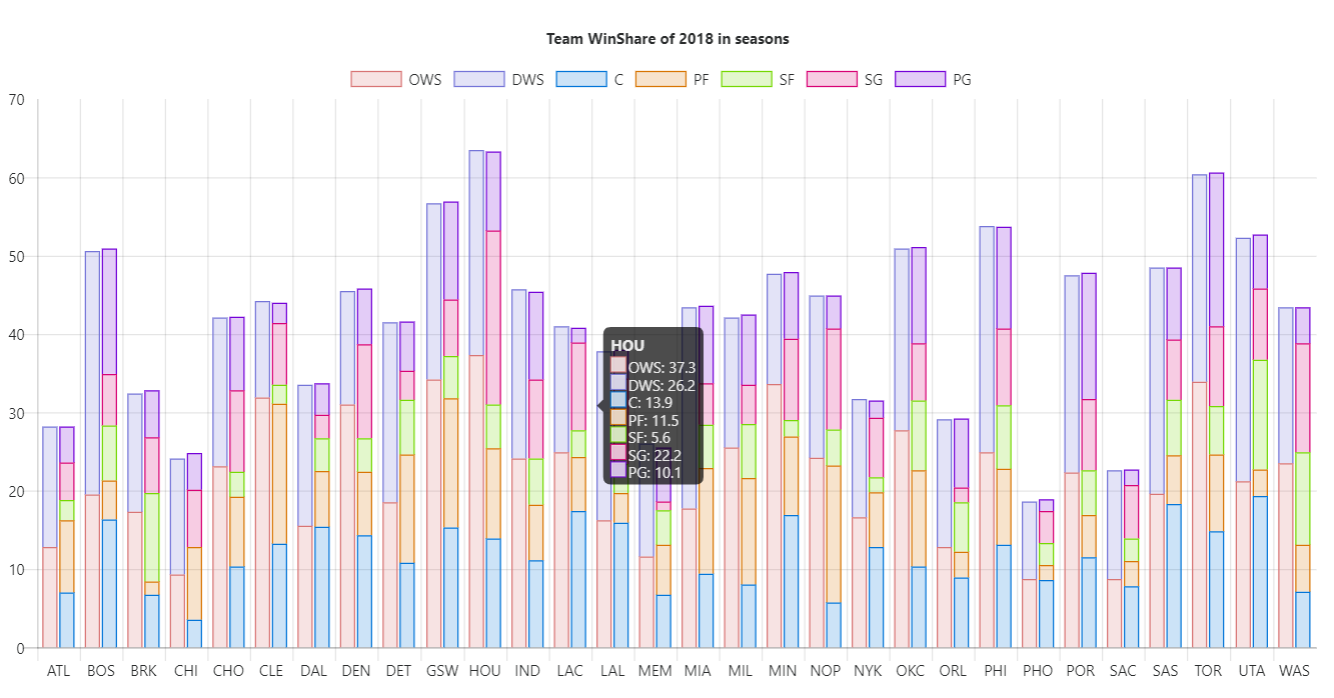 Team WinShare of 2018 in seasons
OWS DWS C PF SF SG PG
70
60
50
40
30
20
10
0
HOU
OWS: 37.3
DWS: 26.2
C: 13.9
PF: 11.5
SF: 5.6
SG: 22.2
PG: 10.1
ATL BOS BRK CHI CHO CLE DAL DEN DET GSW HOU IND LAC LAL MEM MIA MIL MIN NOP NYK OKC ORL PHI PHO POR SAC SAS TOR UTA WAS